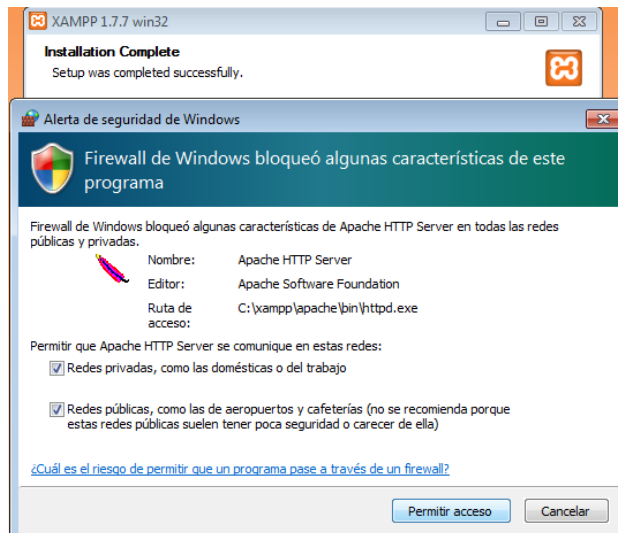 XAMPP 1.7.7 win32
Installation Complete
Setup was completed successfully.
Alerta de seguridad de Windows
Firewall de Windows bloqueó algunas características de este
programa
Firewall de Windows bloqueó algunas características de Apache HTTP Server en todas las redes
públicas y privadas.
Nombre: Apache HTTP Server
Editor: Apache Software Foundation
Ruta de C:\xampp\apache\bin\httpd.exe
acceso:
Permitir que Apache HTTP Server se comunique en estas redes:
Redes privadas, como las domésticas o del trabajo
Redes públicas, como las de aeropuertos y cafeterías (no se recomienda porque
estas redes públicas suelen tener poca seguridad o carecer de ella)
¿Cuál es el riesgo de permitir que un programa pase a través de un firewall?
Permitir acceso Cancelar